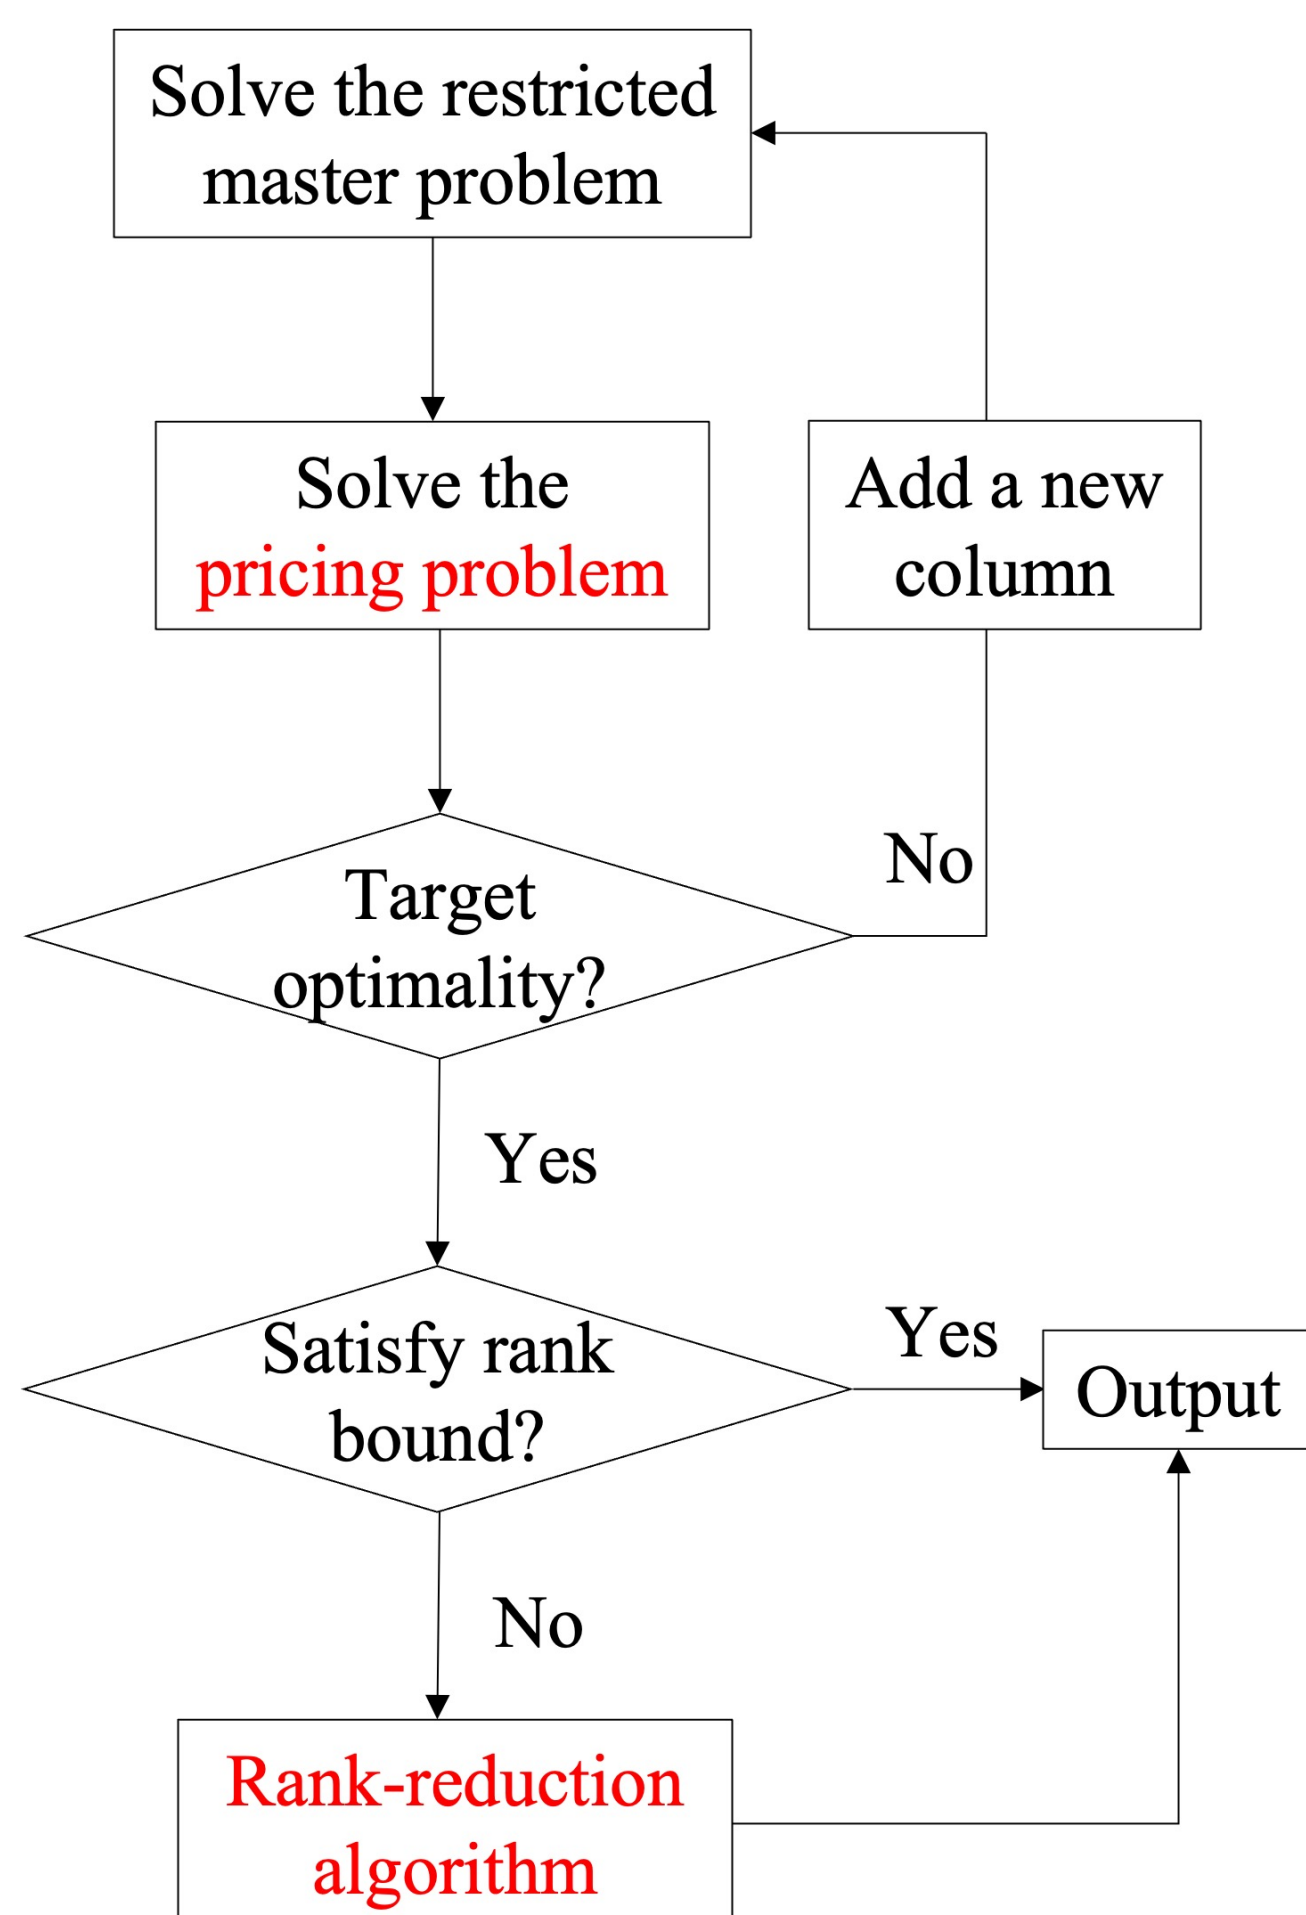 Solve the restricted
master problem
Solve the
pricing problem
Add a new
column
Target
optimality?
No
Yes
Satisfy rank
bound?
Yes
Output
No
Rank-reduction
algorithm